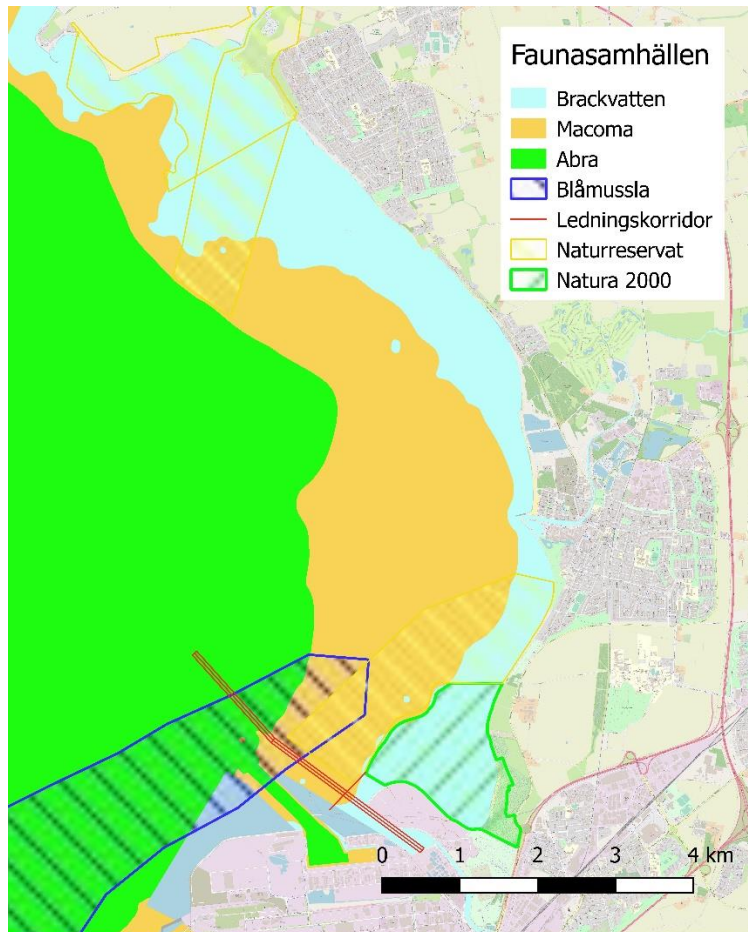 Faunasamhällen
Brackvatten
Macoma
Abra
Blåmussla
Ledningskorridor
Naturreservat
Natura 2000
0 1 2 3 4 km